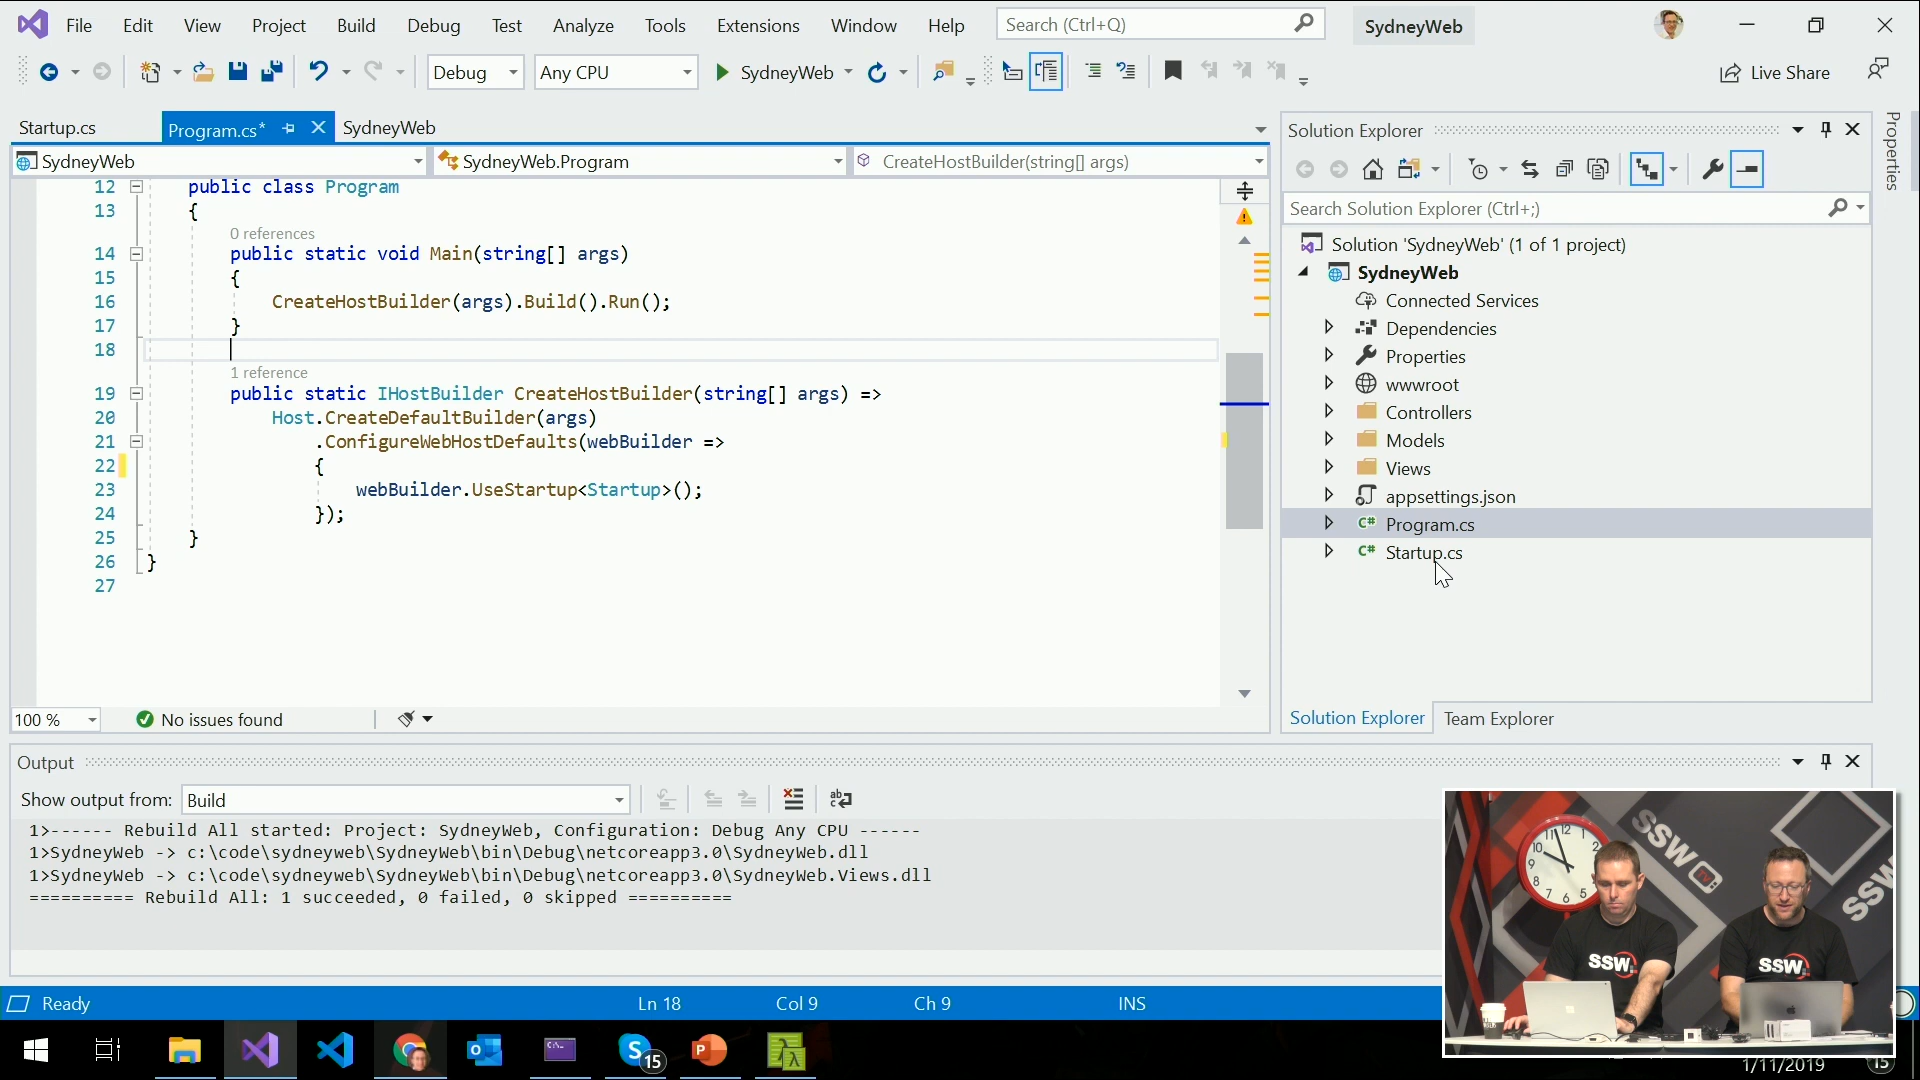 File Edit View Project Build Debug Test Analyze Tools Extensions Window Help Search (Ctrl+Q) SydneyWeb
Debug Any CPU SydneyWeb Live Share
Startup.cs Program.cs* SydneyWeb
SydneyWeb SydneyWeb.Program CreateHostBuilder(string[] args)
12 public class Program
13 {
0 references
14 public static void Main(string[] args)
15 {
16 CreateHostBuilder(args).Build().Run();
17 }
18
1 reference
19 public static IHostBuilder CreateHostBuilder(string[] args) =>
20 Host.CreateDefaultBuilder(args)
21 .ConfigureWebHostDefaults(webBuilder =>
22 {
23 webBuilder.UseStartup<Startup>();
24 });
25 }
26 }
27
100 % No issues found
Solution Explorer
Search Solution Explorer (Ctrl+;)
Solution 'SydneyWeb' (1 of 1 project)
SydneyWeb
Connected Services
Dependencies
Properties
wwwroot
Controllers
Models
Views
appsettings.json
C# Program.cs
C# Startup.cs
Solution Explorer Team Explorer
Properties
Output
Show output from: Build
1>------ Rebuild All started: Project: SydneyWeb, Configuration: Debug Any CPU ------
1>SydneyWeb -> c:\code\sydneyweb\SydneyWeb\bin\Debug\netcoreapp3.0\SydneyWeb.dll
1>SydneyWeb -> c:\code\sydneyweb\SydneyWeb\bin\Debug\netcoreapp3.0\SydneyWeb.Views.dll
========== Rebuild All: 1 succeeded, 0 failed, 0 skipped ==========
Ready Ln 18 Col 9 Ch 9 INS
SSW TV
SSW
SSW
SSW
15
1/11/2019
15